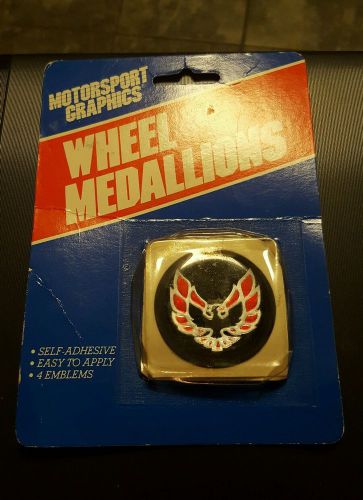 MOTORSPORT
GRAPHICS
WHEEL
MEDALLIONS
• SELF-ADHESIVE
• EASY TO APPLY
• 4 EMBLEMS